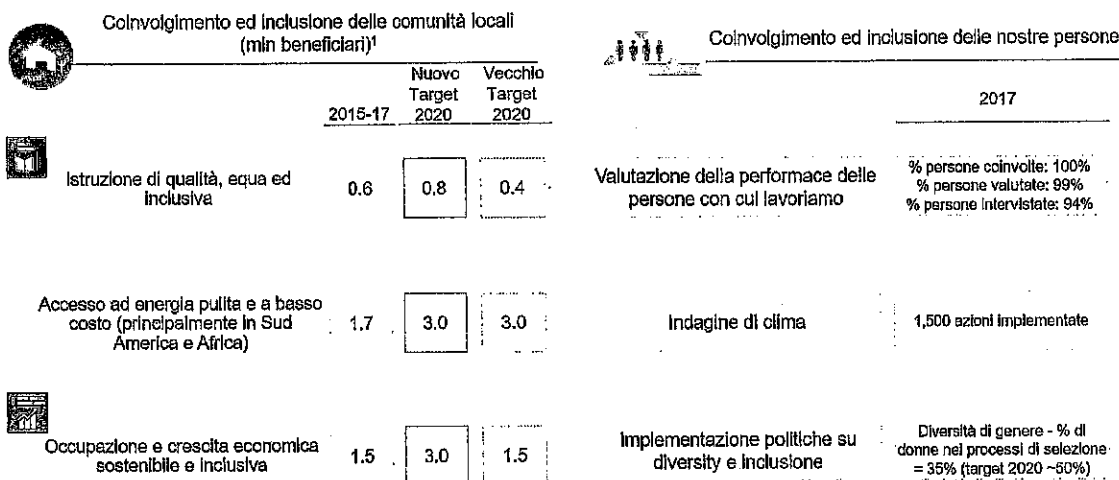 Coinvolgimento ed inclusione delle comunità locali
(mln beneficiari)¹
2015-17
Nuovo
Target
2020
Vecchio
Target
2020
Istruzione di qualità, equa ed
inclusiva
0.6
0,8
0.4
Accesso ad energia pulita e a basso
costo (principalmente in Sud
America e Africa)
1.7
3.0
3.0
Occupazione e crescita economica
sostenibile e inclusiva
1.5
3,0
1.5
Coinvolgimento ed inclusione delle nostre persone
2017
Valutazione della performace delle
persone con cui lavoriamo
% persone coinvolte: 100%
% persone valutate: 99%
% persone intervistate: 94%
Indagine di clima
1,500 azioni implementate
Implementazione politiche su
diversity e inclusione
Diversità di genere - % di
donne nei processi di selezione
= 35% (target 2020 ~50%)